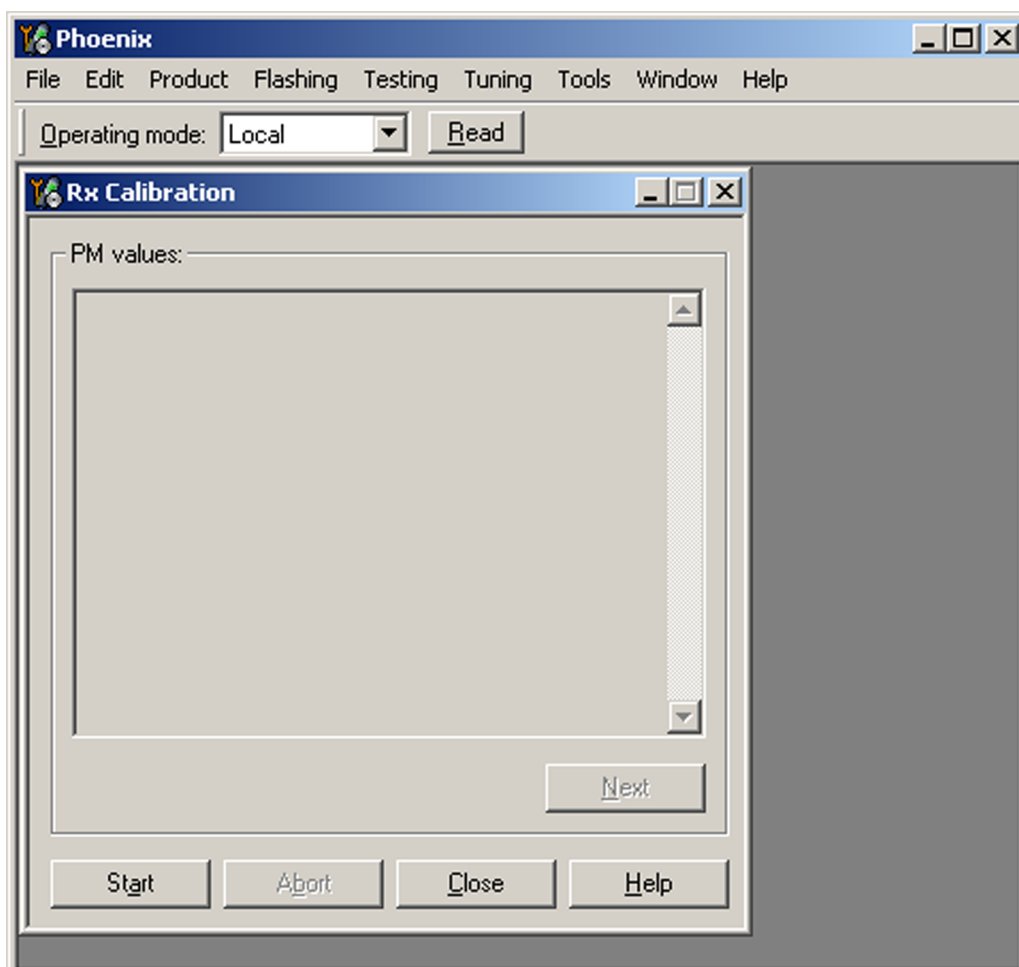 Phoenix
File Edit Product Flashing Testing Tuning Tools Window Help
Operating mode: Local Read
Rx Calibration
PM values:
Next
Start Abort Close Help